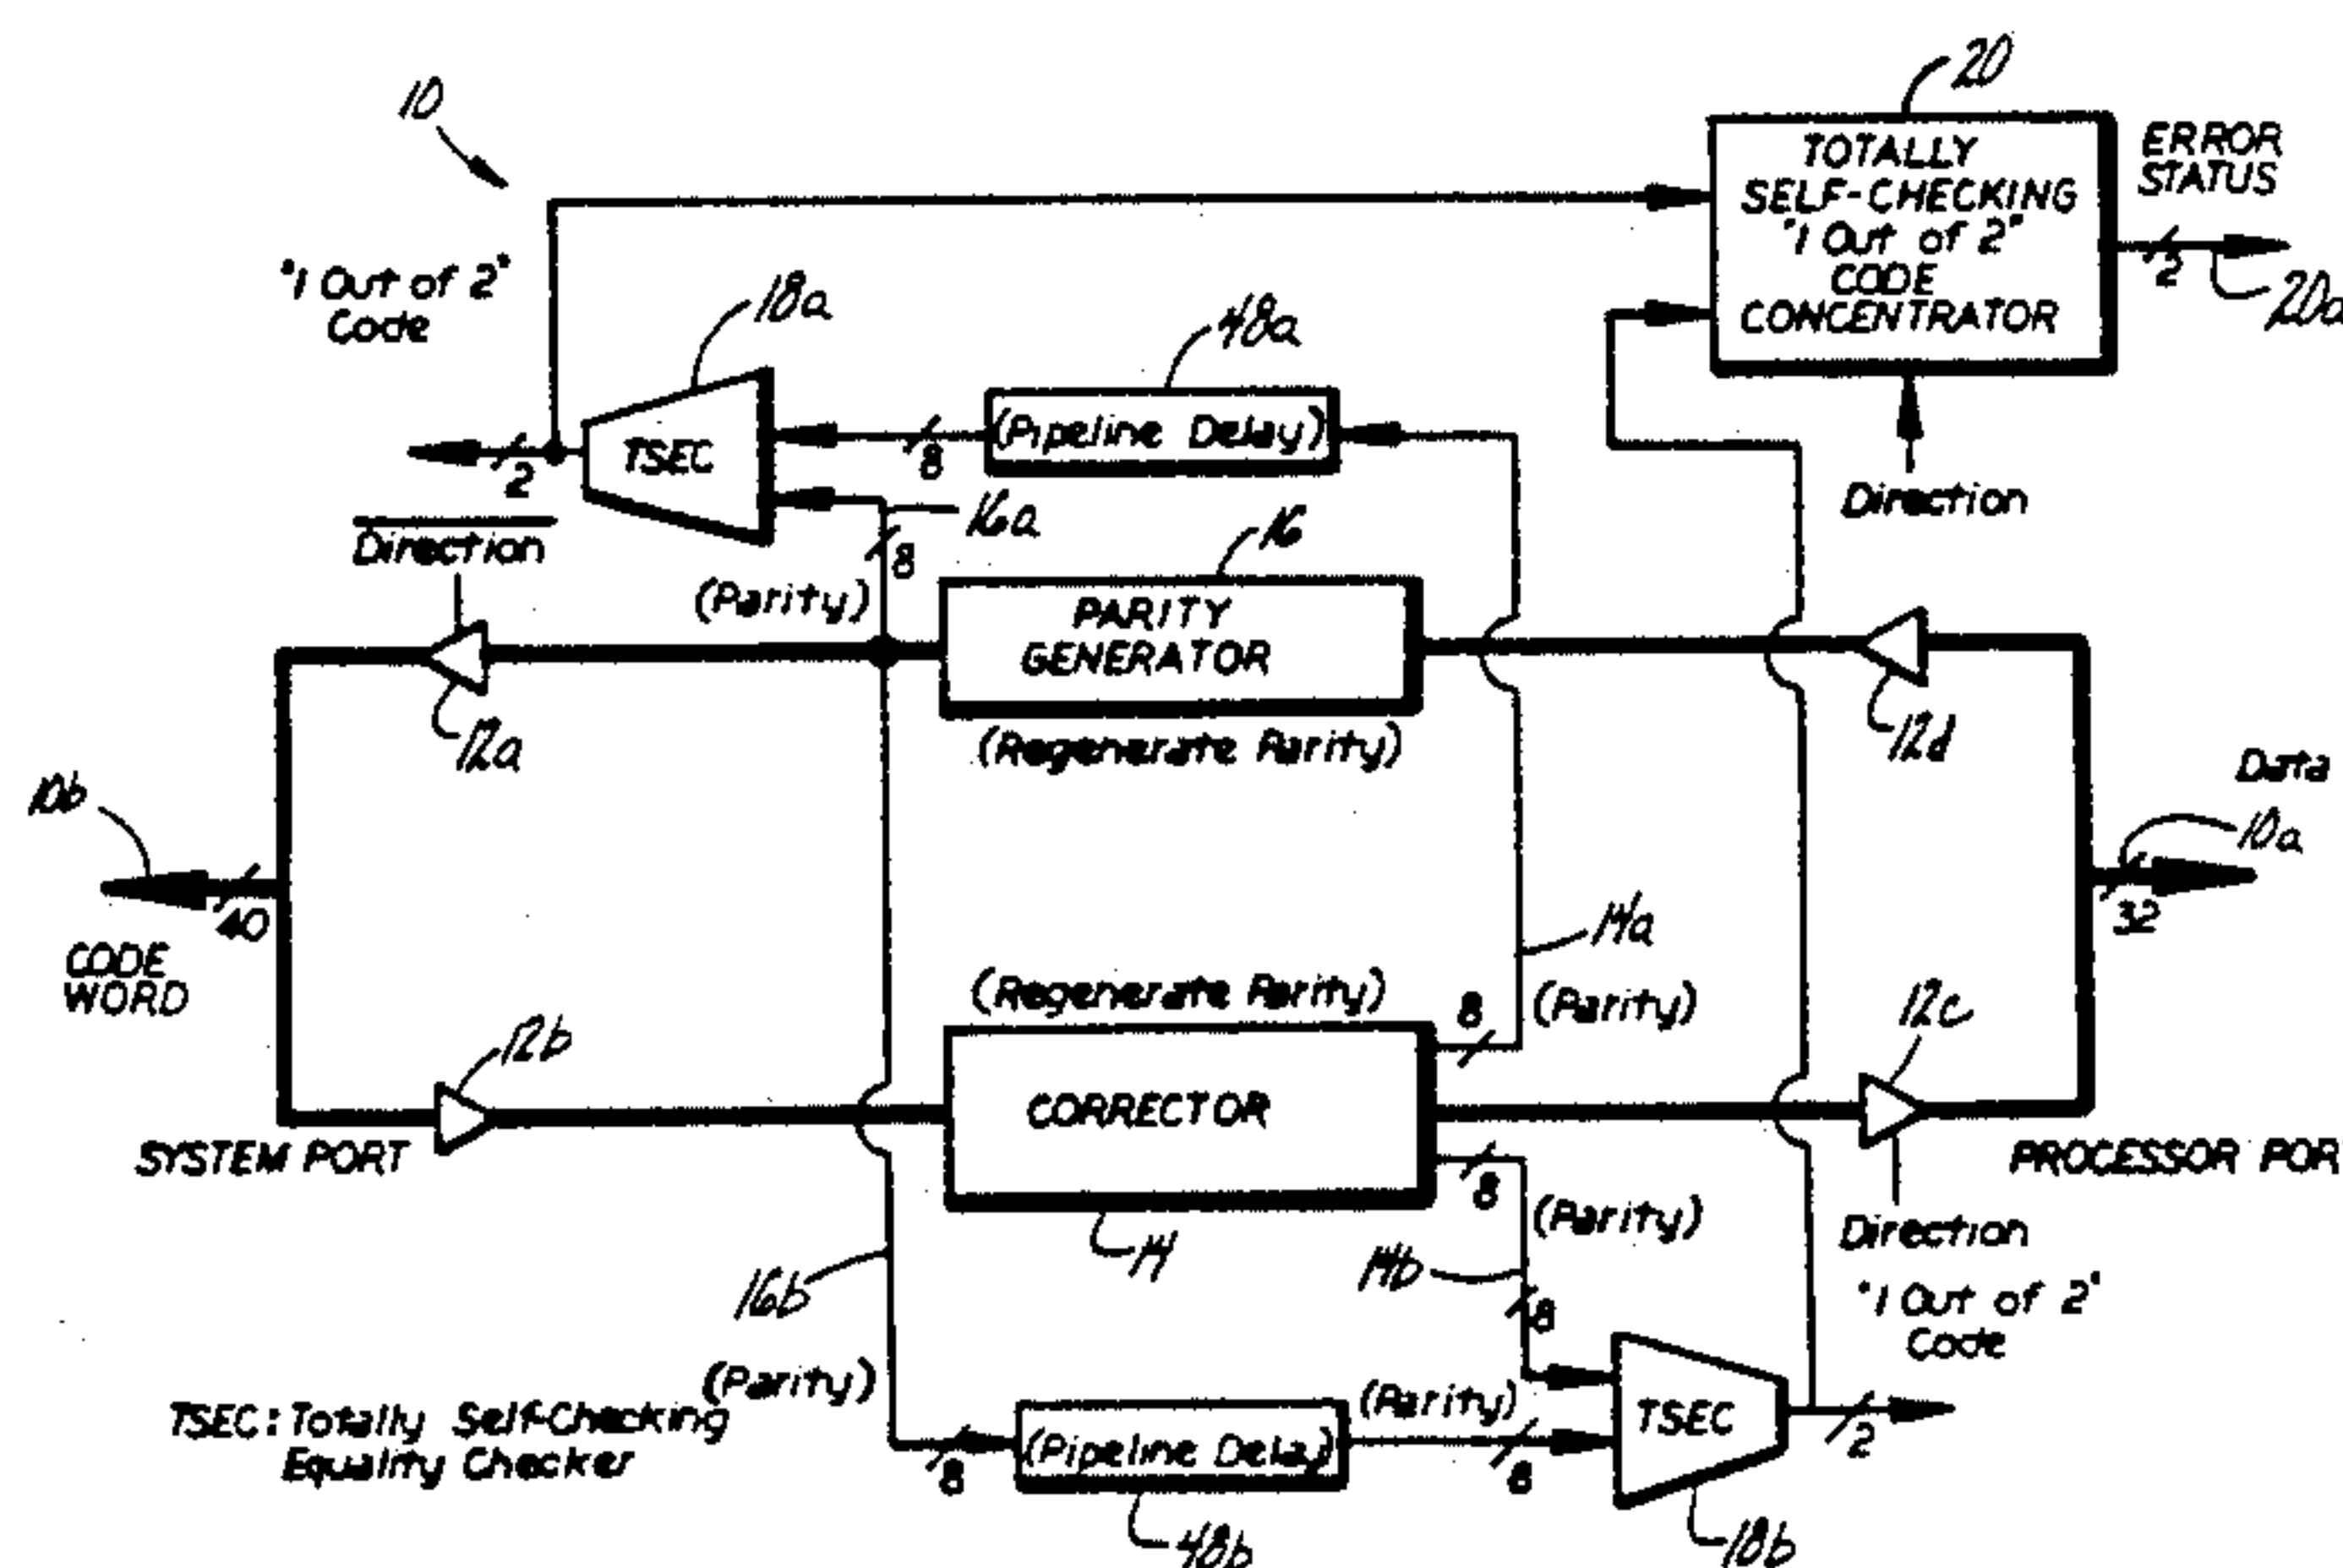 10
20
TOTALLY
SELF-CHECKING
"1 Out of 2"
CODE
CONCENTRATOR
ERROR
STATUS
2
20a
"1 Out of 2"
Code
18a
48a
TSEC
(Pipeline Delay)
2
8
16a
8
Direction
Direction
(Parity)
16
PARITY
GENERATOR
(Regenerate Parity)
12a
12d
Data
10a
32
10b
40
CODE
WORD
14a
(Parity)
(Regenerate Parity)
8
12b
12c
CORRECTOR
SYSTEM PORT
PROCESSOR POR
8
(Parity)
14
14b
8
16b
Direction
"1 Out of 2"
Code
(Parity)
(Parity)
TSEC
2
TSEC: Totally Self-Checking
Equality Checker
8
(Pipeline Delay)
8
48b
18b